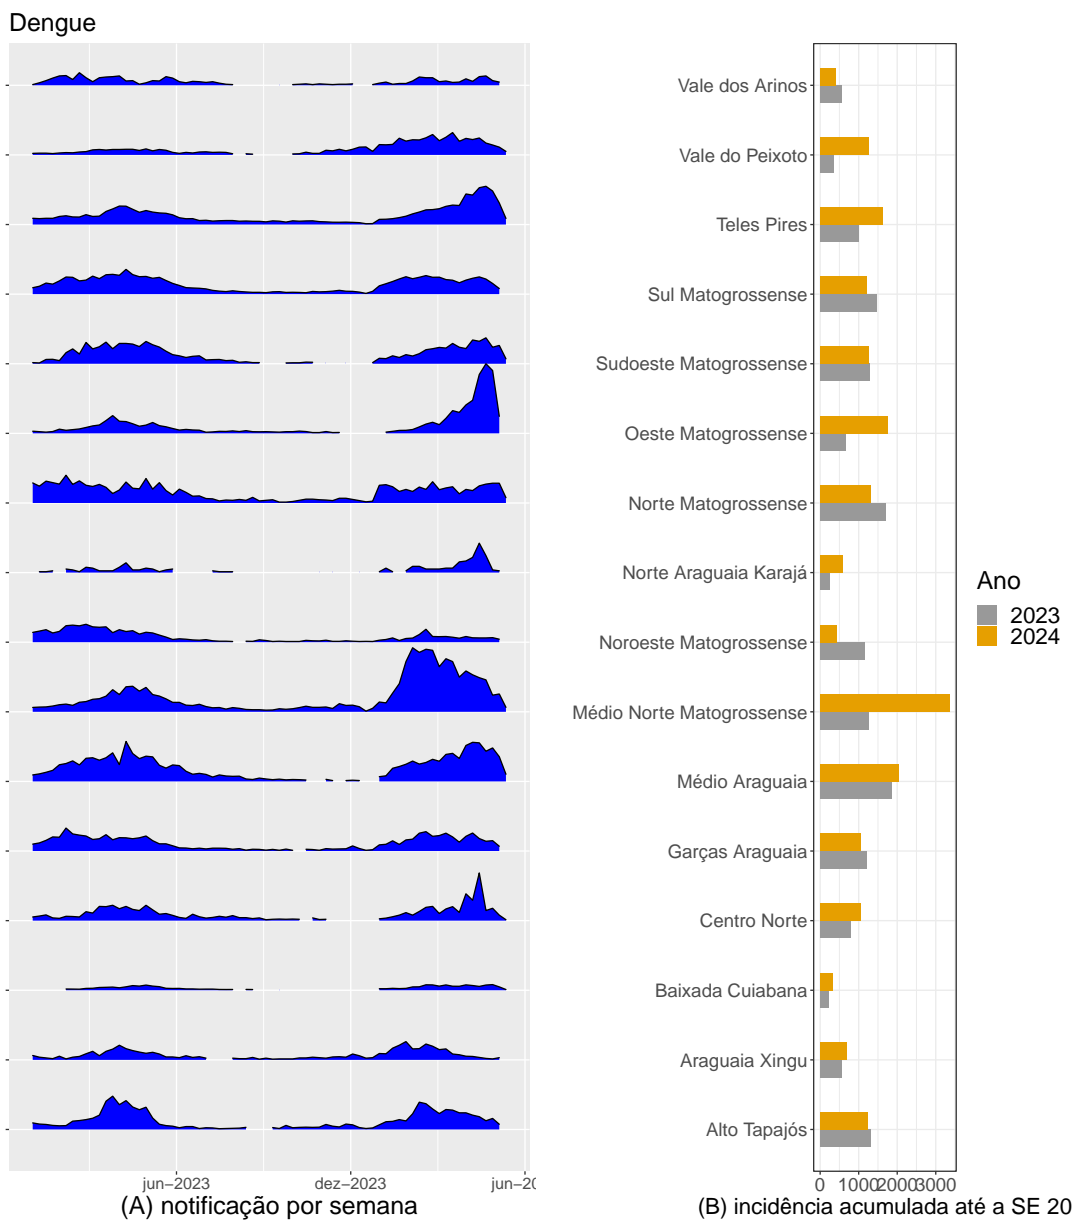 Dengue
Vale dos Arinos
Vale do Peixoto
Teles Pires
Sul Matogrossense
Sudoeste Matogrossense
Oeste Matogrossense
Norte Matogrossense
Norte Araguaia Karajá
Noroeste Matogrossense
Médio Norte Matogrossense
Médio Araguaia
Garças Araguaia
Centro Norte
Baixada Cuiabana
Araguaia Xingu
Alto Tapajós
Ano
2023
2024
jun–2023 dez–2023 jun–20
0 1000 2000 3000
(A) notificação por semana
(B) incidência acumulada até a SE 20